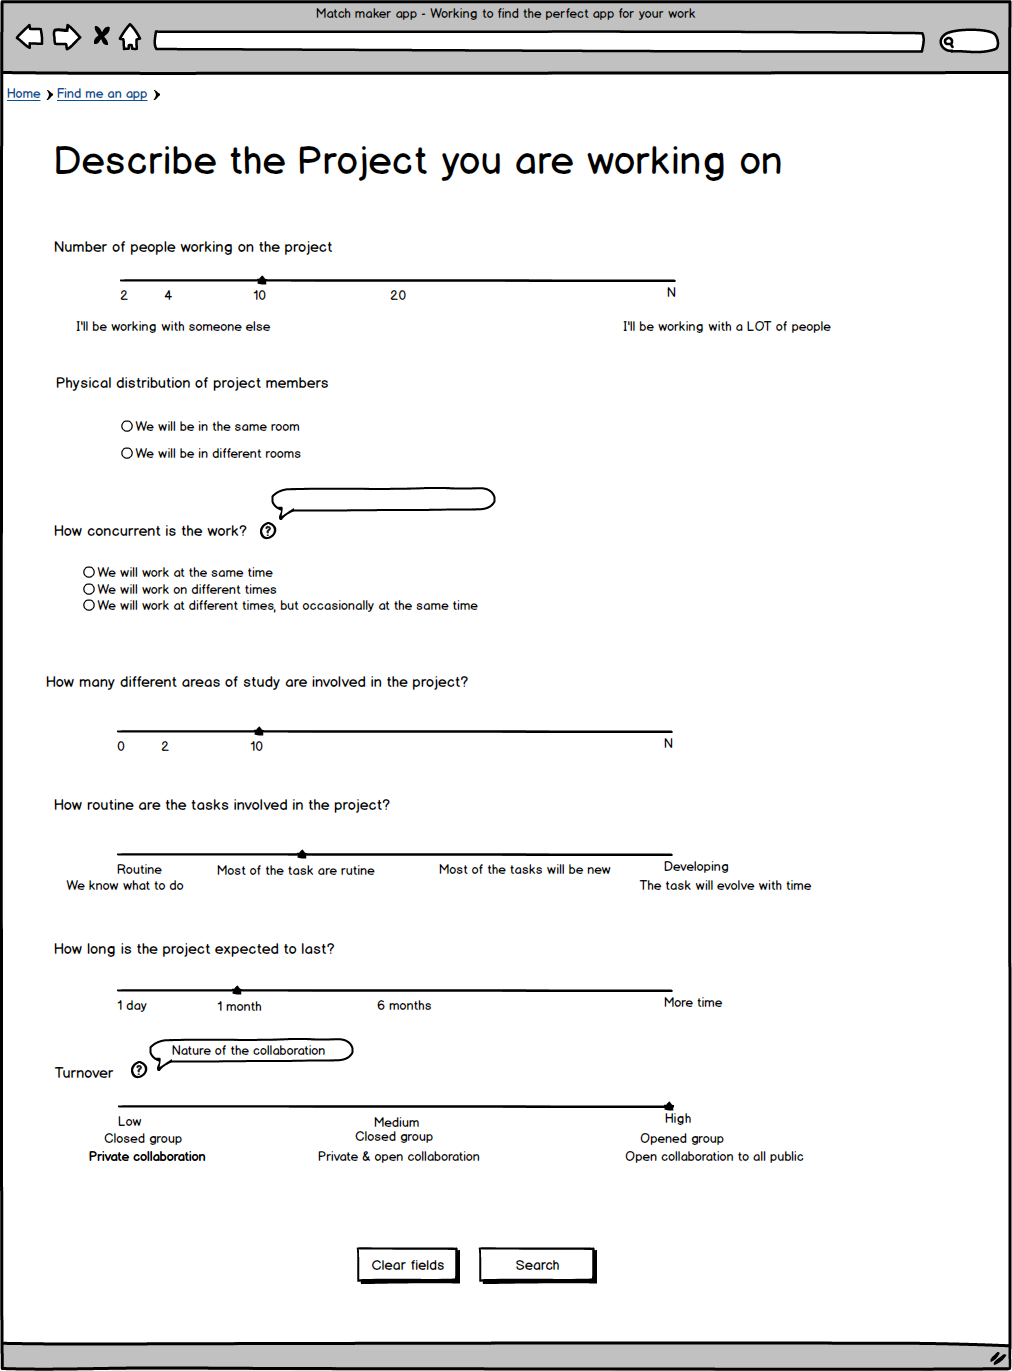 Match maker app - Working to find the perfect app for your work
Home > Find me an app >
Describe the Project you are working on
Number of people working on the project
2 4 10 20 N
I'll be working with someone else I'll be working with a LOT of people
Physical distribution of project members
We will be in the same room
We will be in different rooms
How concurrent is the work? ?
We will work at the same time
We will work on different times
We will work at different times, but occasionally at the same time
How many different areas of study are involved in the project?
0 2 10 N
How routine are the tasks involved in the project?
Routine Most of the task are rutine Most of the tasks will be new Developing
We know what to do The task will evolve with time
How long is the project expected to last?
1 day 1 month 6 months More time
Nature of the collaboration
Turnover ?
Low Medium High
Closed group Closed group Opened group
Private collaboration Private & open collaboration Open collaboration to all public
Clear fields Search